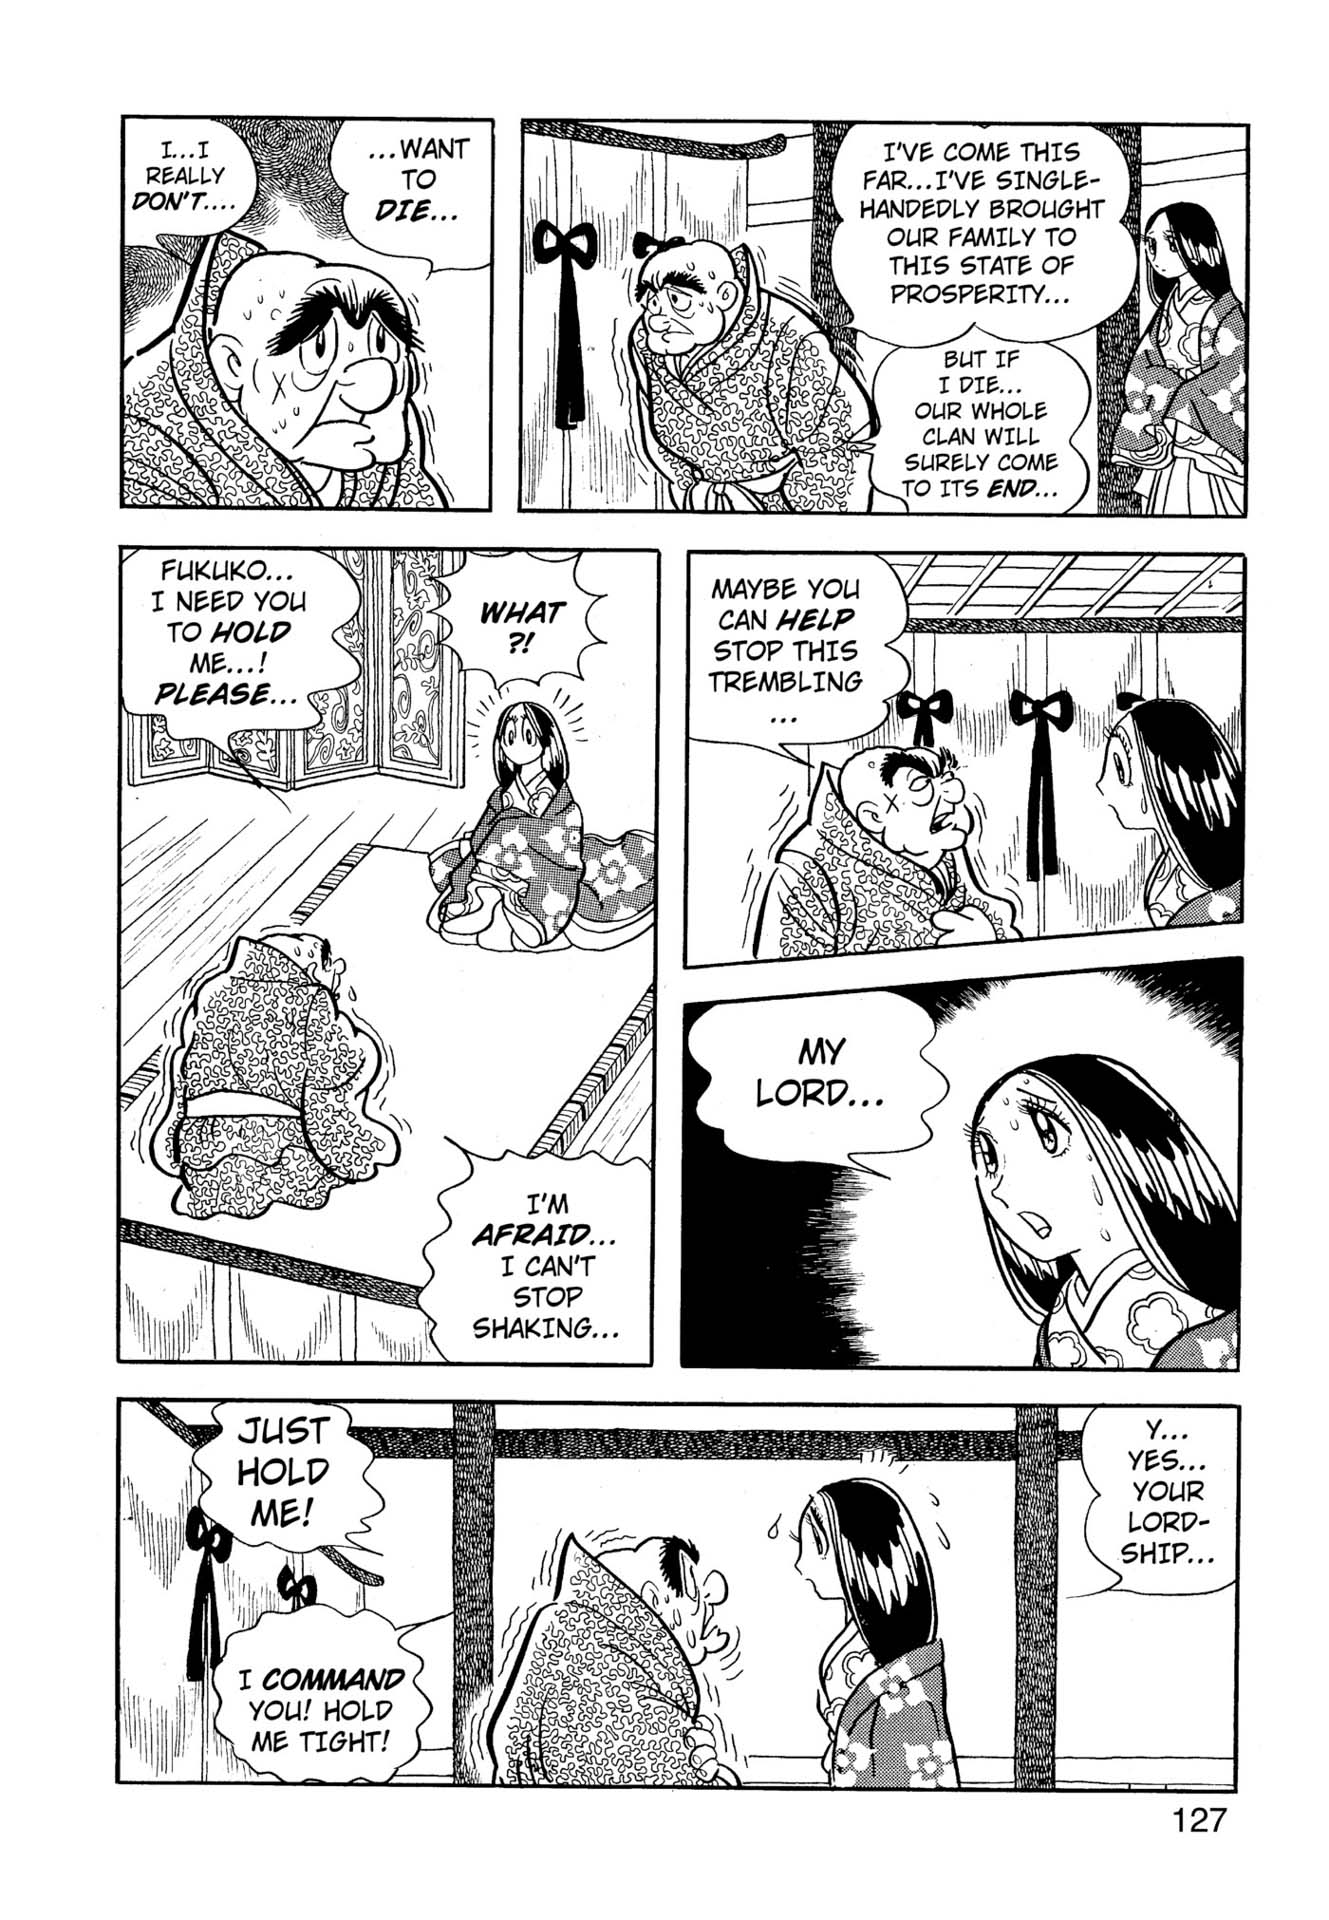 I...I
REALLY
DON'T....
...WANT
TO
DIE...
I'VE COME THIS
FAR...I'VE SINGLE-
HANDEDLY BROUGHT
OUR FAMILY TO
THIS STATE OF
PROSPERITY...
BUT IF
I DIE...
OUR WHOLE
CLAN WILL
SURELY COME
TO ITS END...
FUKUKO...
I NEED YOU
TO HOLD
ME...!
PLEASE...
WHAT
?!
I'M
AFRAID...
I CAN'T
STOP
SHAKING...
MAYBE YOU
CAN HELP
STOP THIS
TREMBLING
...
MY
LORD...
JUST
HOLD
ME!
I COMMAND
YOU! HOLD
ME TIGHT!
Y...
YES...
YOUR
LORD-
SHIP...
127